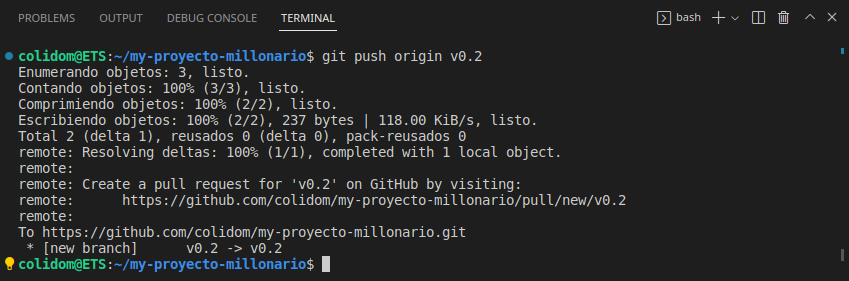 PROBLEMS OUTPUT DEBUG CONSOLE TERMINAL bash
colidom@ETS:~/my-proyecto-millonario$ git push origin v0.2
Enumerando objetos: 3, listo.
Contando objetos: 100% (3/3), listo.
Comprimiendo objetos: 100% (2/2), listo.
Escribiendo objetos: 100% (2/2), 237 bytes | 118.00 KiB/s, listo.
Total 2 (delta 1), reusados 0 (delta 0), pack-reusados 0
remote: Resolving deltas: 100% (1/1), completed with 1 local object.
remote:
remote: Create a pull request for 'v0.2' on GitHub by visiting:
remote:      https://github.com/colidom/my-proyecto-millonario/pull/new/v0.2
remote:
To https://github.com/colidom/my-proyecto-millonario.git
 * [new branch]      v0.2 -> v0.2
colidom@ETS:~/my-proyecto-millonario$